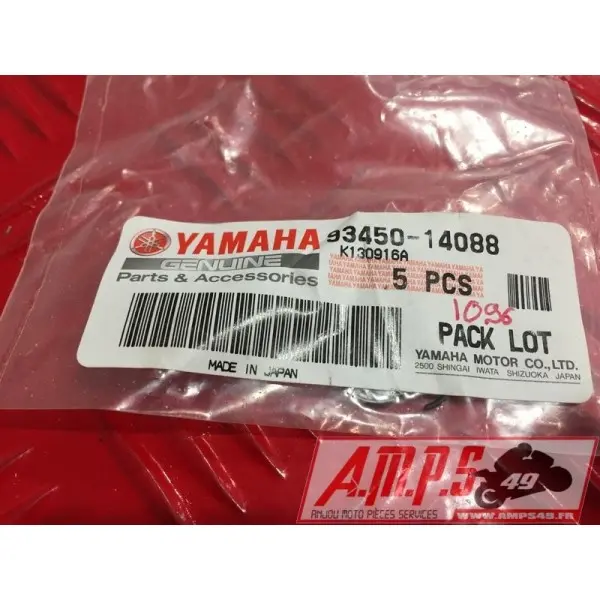 YAMAHA
GENUINE
Parts & Accessories
93450-14088
K130916A
5 PCS
1096
PACK LOT
YAMAHA MOTOR CO., LTD.
2500 SHINGAI IWATA SHIZUOKA JAPAN
MADE IN JAPAN
A.M.P.S
49
ANJOU MOTO PIÈCES SERVICES
WWW.AMPS49.FR